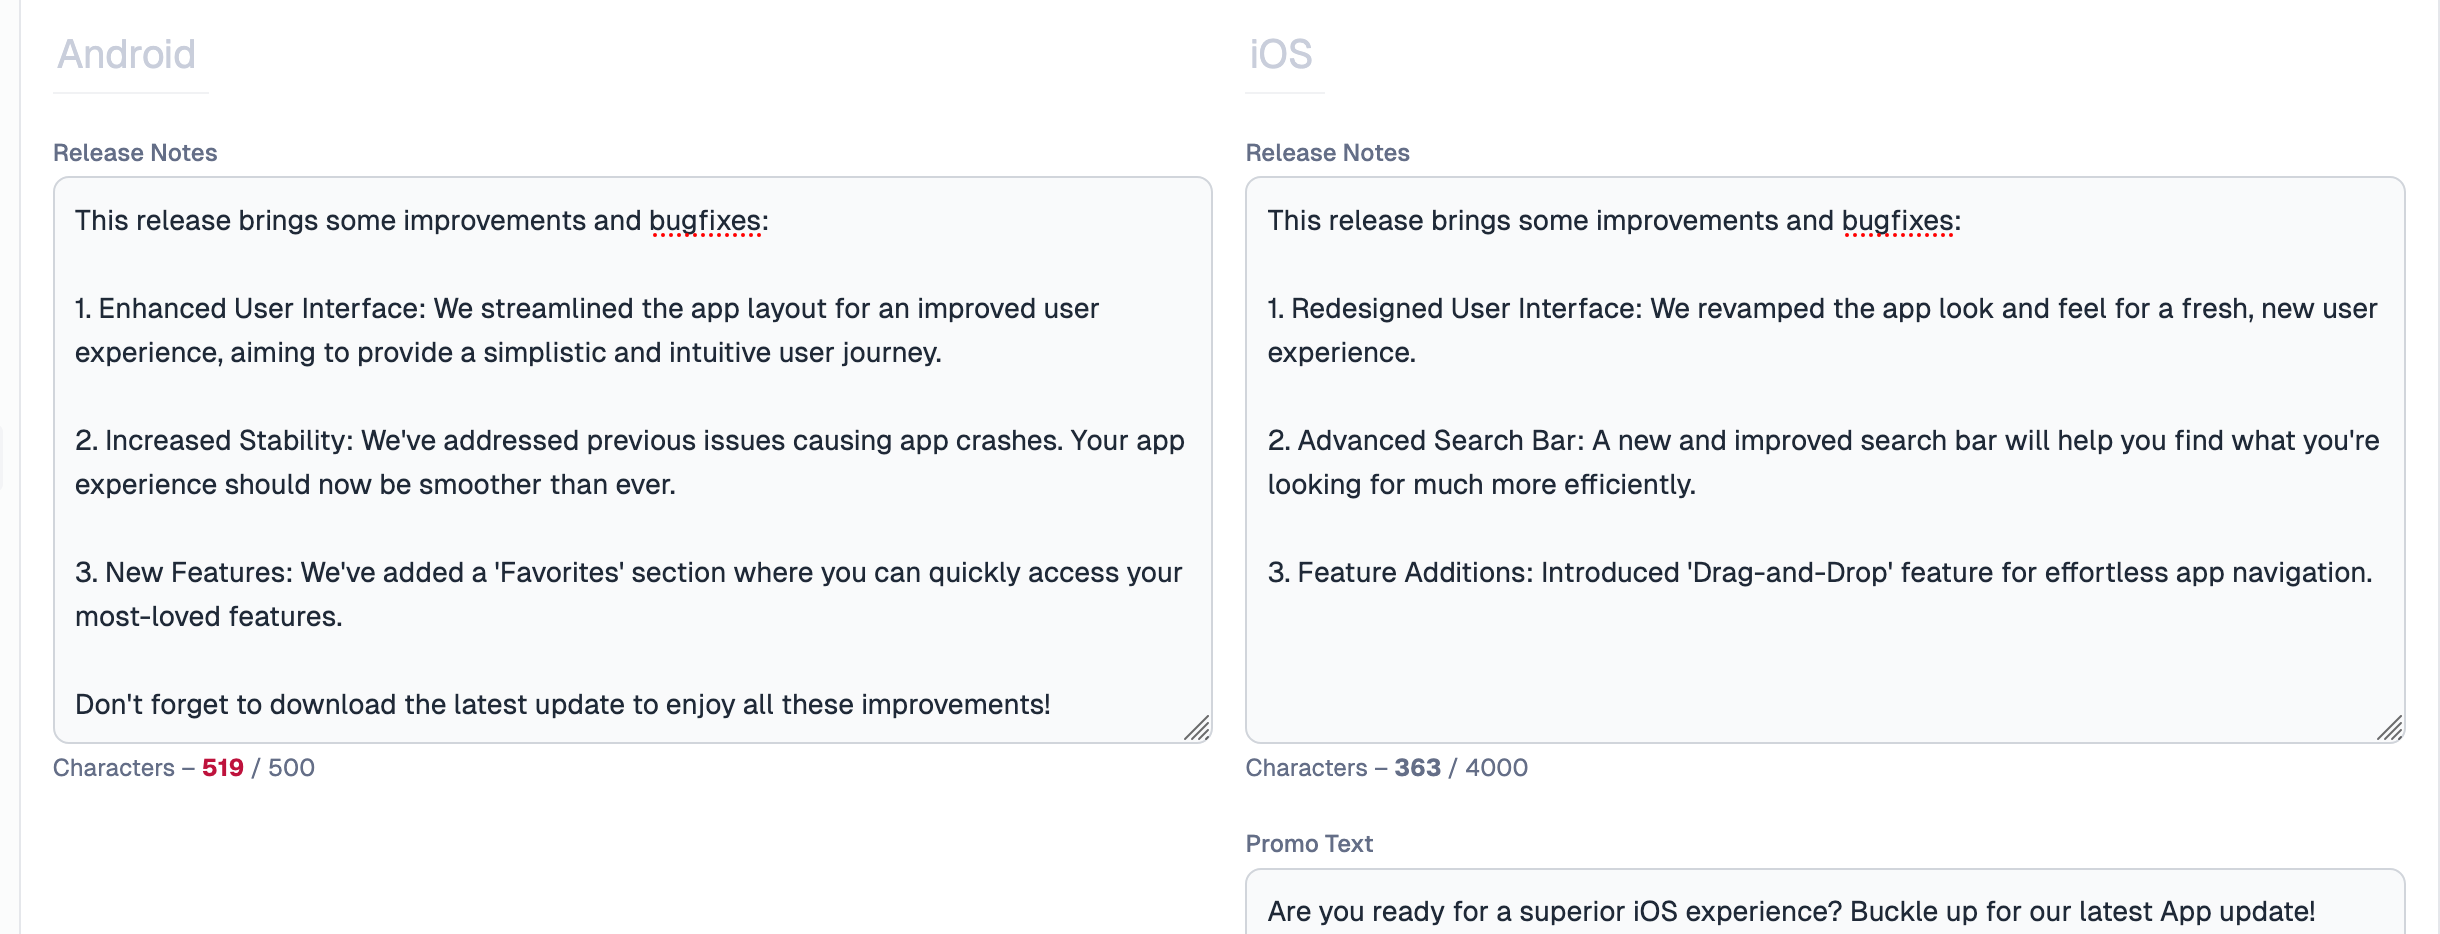 Android
Release Notes
This release brings some improvements and bugfixes:
1. Enhanced User Interface: We streamlined the app layout for an improved user
experience, aiming to provide a simplistic and intuitive user journey.
2. Increased Stability: We've addressed previous issues causing app crashes. Your app
experience should now be smoother than ever.
3. New Features: We've added a 'Favorites' section where you can quickly access your
most-loved features.
Don't forget to download the latest update to enjoy all these improvements!
Characters – 519 / 500
iOS
Release Notes
This release brings some improvements and bugfixes:
1. Redesigned User Interface: We revamped the app look and feel for a fresh, new user
experience.
2. Advanced Search Bar: A new and improved search bar will help you find what you're
looking for much more efficiently.
3. Feature Additions: Introduced 'Drag-and-Drop' feature for effortless app navigation.
Characters – 363 / 4000
Promo Text
Are you ready for a superior iOS experience? Buckle up for our latest App update!